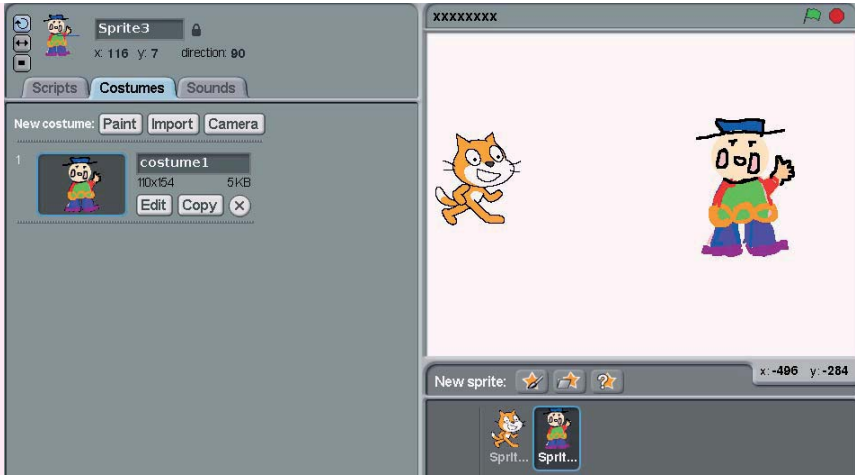 Sprite3
x: 116 y: 7 direction: 90
Scripts Costumes Sounds
New costume: Paint Import Camera
1
costume1
110x154 5KB
Edit Copy
xxxxxxxx
New sprite:
x:-496 y:-284
Sprit... Sprit...